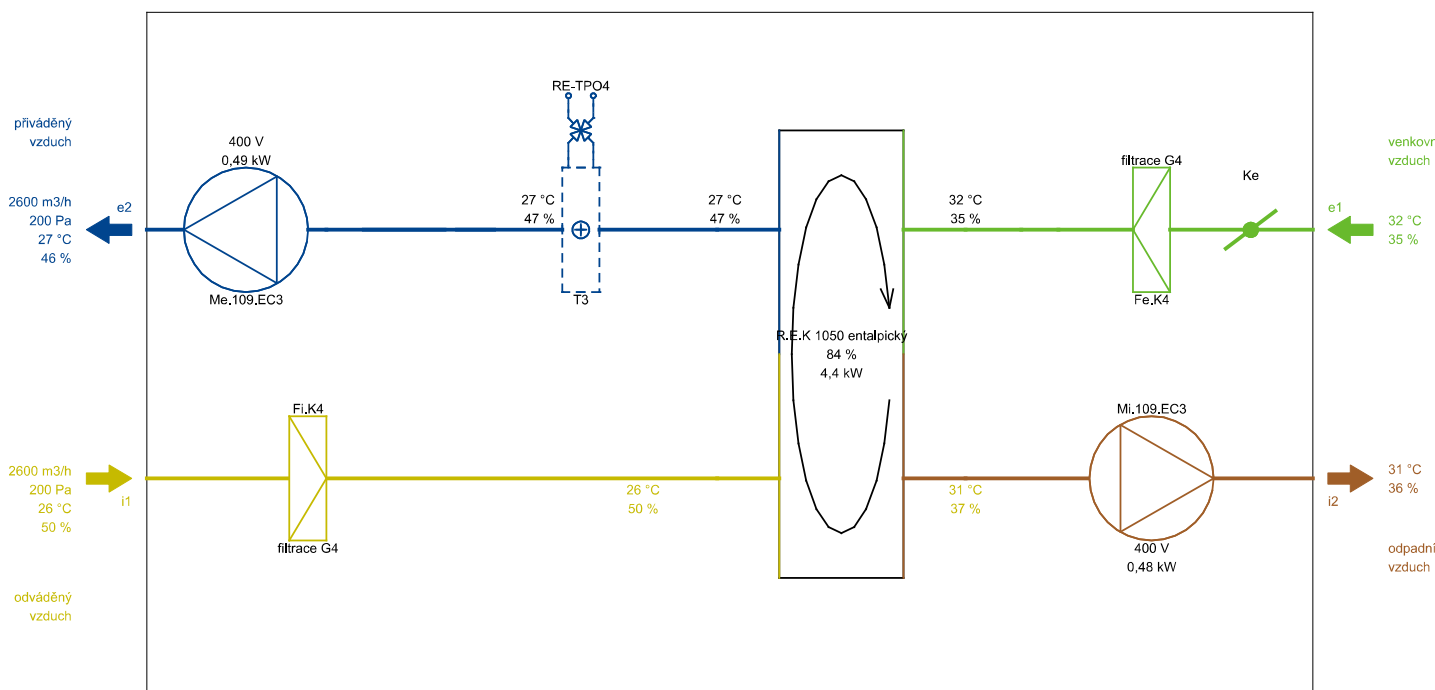 RE-TPO4
přiváděný
vzduch
400 V
0,49 kW
filtrace G4
venkovn
vzduch
Ke
2600 m3/h
200 Pa
27 °C
46 %
e2
27 °C
47 %
27 °C
47 %
32 °C
35 %
e1
32 °C
35 %
Me.109.EC3
T3
Fe.K4
R.E.K 1050 entalpický
84 %
4,4 kW
Fi.K4
Mi.109.EC3
2600 m3/h
200 Pa
26 °C
50 %
i1
26 °C
50 %
31 °C
37 %
31 °C
36 %
i2
filtrace G4
400 V
0,48 kW
odpadní
vzduch
odváděný
vzduch